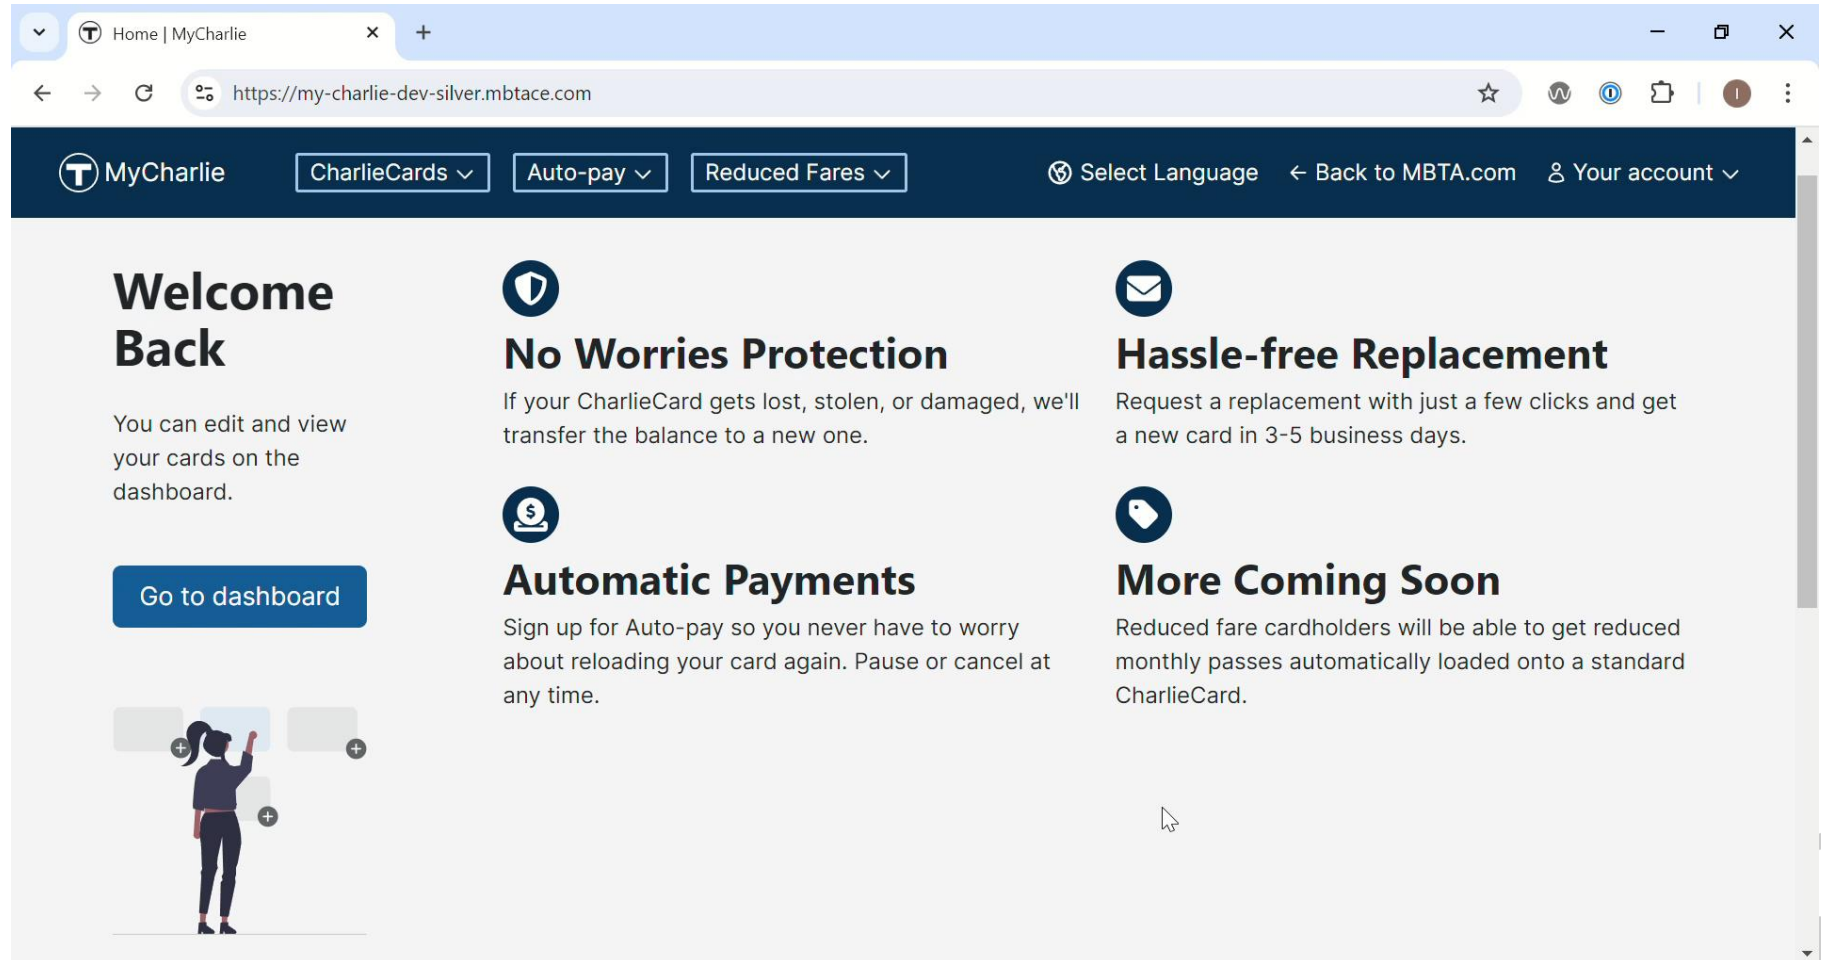 Home | MyCharlie
https://my-charlie-dev-silver.mbtace.com
I
T MyCharlie CharlieCards Auto-pay Reduced Fares Select Language ← Back to MBTA.com Your account
Welcome
Back
You can edit and view
your cards on the
dashboard.
Go to dashboard
No Worries Protection
If your CharlieCard gets lost, stolen, or damaged, we'll
transfer the balance to a new one.
Hassle-free Replacement
Request a replacement with just a few clicks and get
a new card in 3-5 business days.
$
Automatic Payments
Sign up for Auto-pay so you never have to worry
about reloading your card again. Pause or cancel at
any time.
More Coming Soon
Reduced fare cardholders will be able to get reduced
monthly passes automatically loaded onto a standard
CharlieCard.